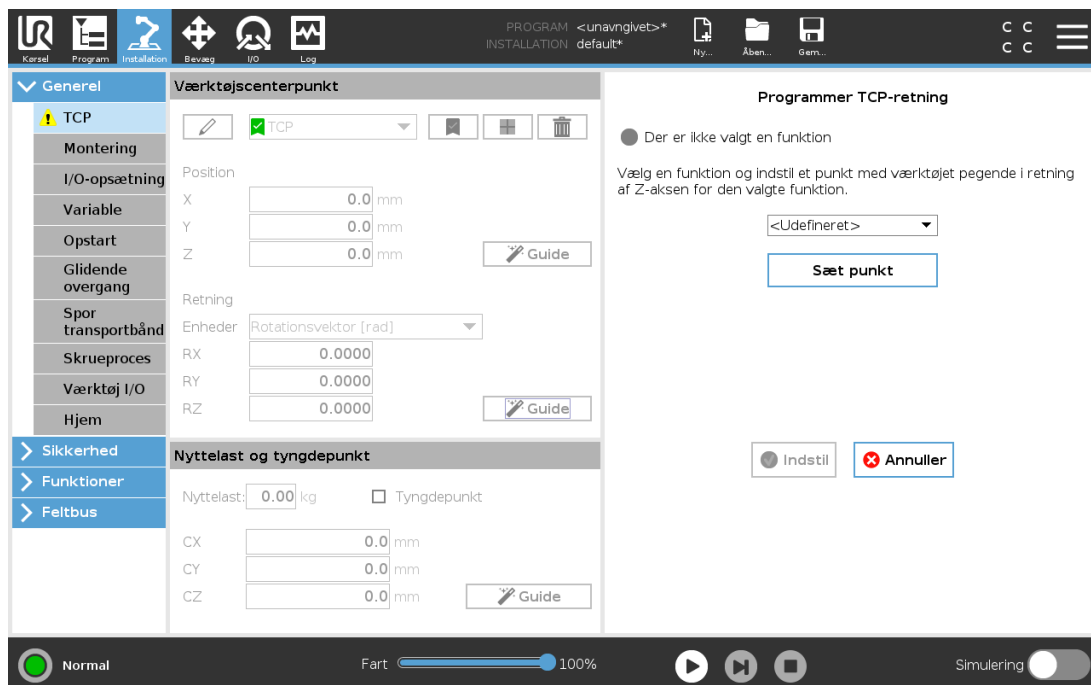 PROGRAM <unavngivet>*
INSTALLATION default*
Kørsel
Program
Installation
Bevæg
I/O
Log
Ny...
Åben...
Gem...
C C
C C
Generel
TCP
Montering
I/O-opsætning
Variable
Opstart
Glidende
overgang
Spor
transportbånd
Skrueproces
Værktøj I/O
Hjem
Sikkerhed
Funktioner
Feltbus
Værktøjscenterpunkt
TCP
Position
X 0.0 mm
Y 0.0 mm
Z 0.0 mm Guide
Retning
Enheder Rotationsvektor [rad]
RX 0.0000
RY 0.0000
RZ 0.0000 Guide
Nyttelast og tyngdepunkt
Nyttelast: 0.00 kg Tyngdepunkt
CX 0.0 mm
CY 0.0 mm
CZ 0.0 mm Guide
Programmer TCP-retning
Der er ikke valgt en funktion
Vælg en funktion og indstil et punkt med værktøjet pegende i retning
af Z-aksen for den valgte funktion.
<Udefineret>
Sæt punkt
Indstil Annuller
Normal
Fart 100%
Simulering